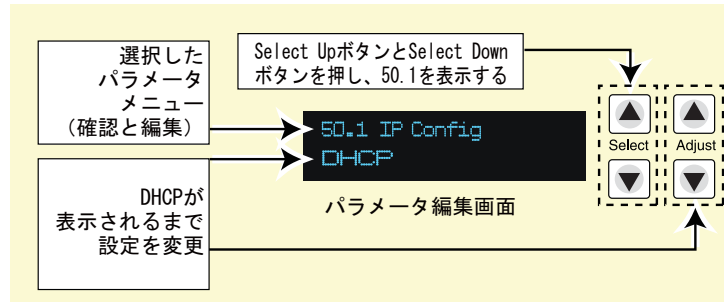 選択した
パラメータ
メニュー
(確認と編集)
Select UpボタンとSelect Down
ボタンを押し、50.1を表示する
50.1 IP Config
DHCP
Select
Adjust
DHCPが
表示されるまで
設定を変更
パラメータ編集画面